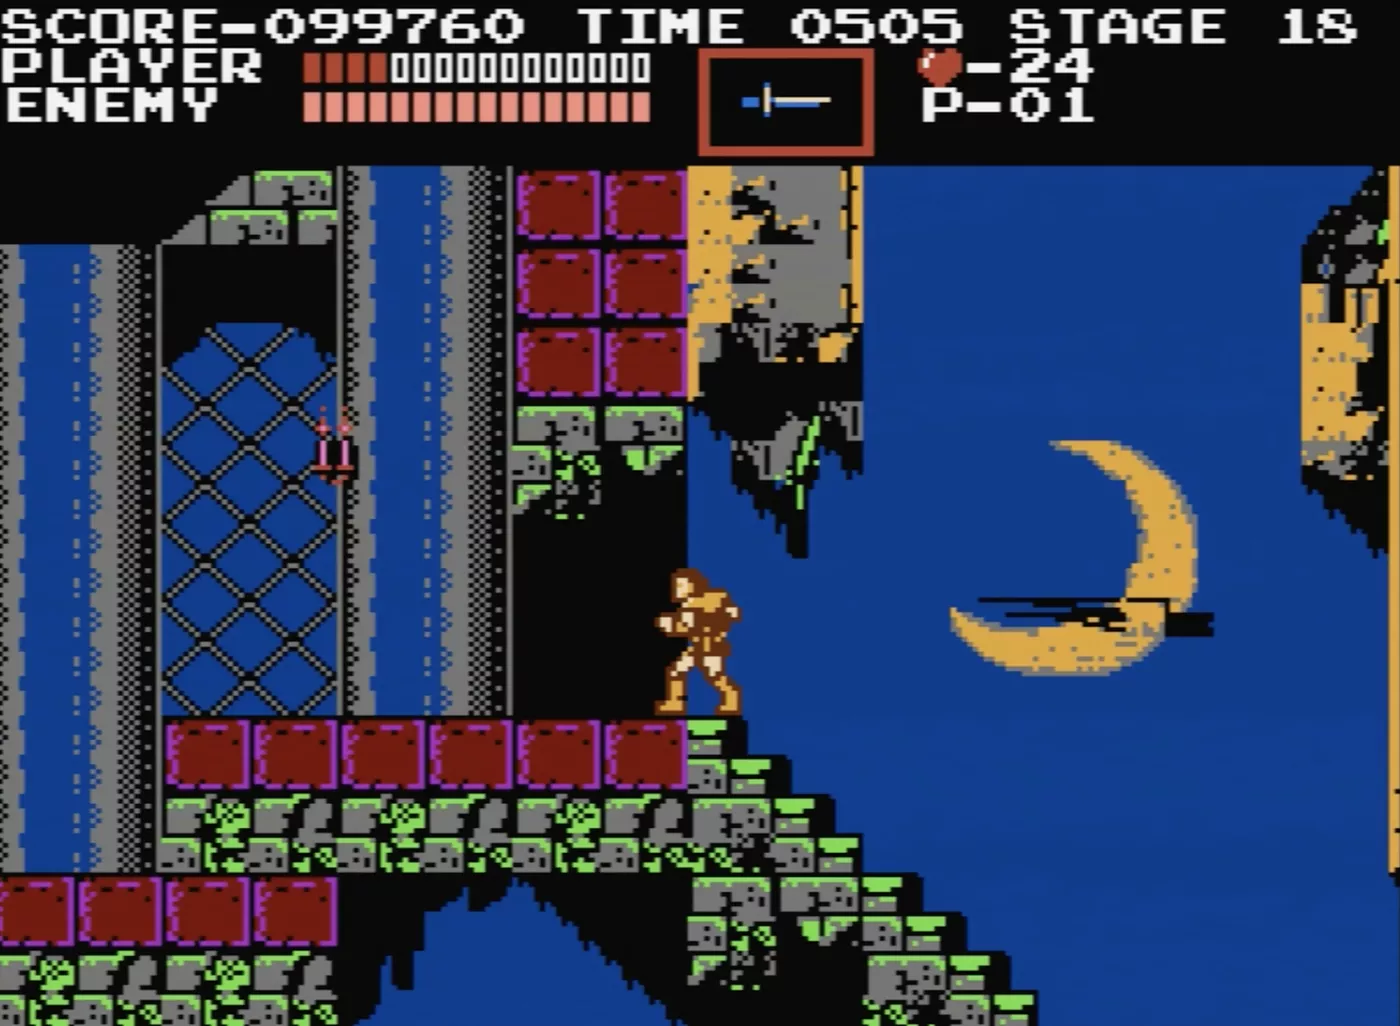 SCORE-099760 TIME 0505 STAGE 18
PLAYER -24
ENEMY P-01